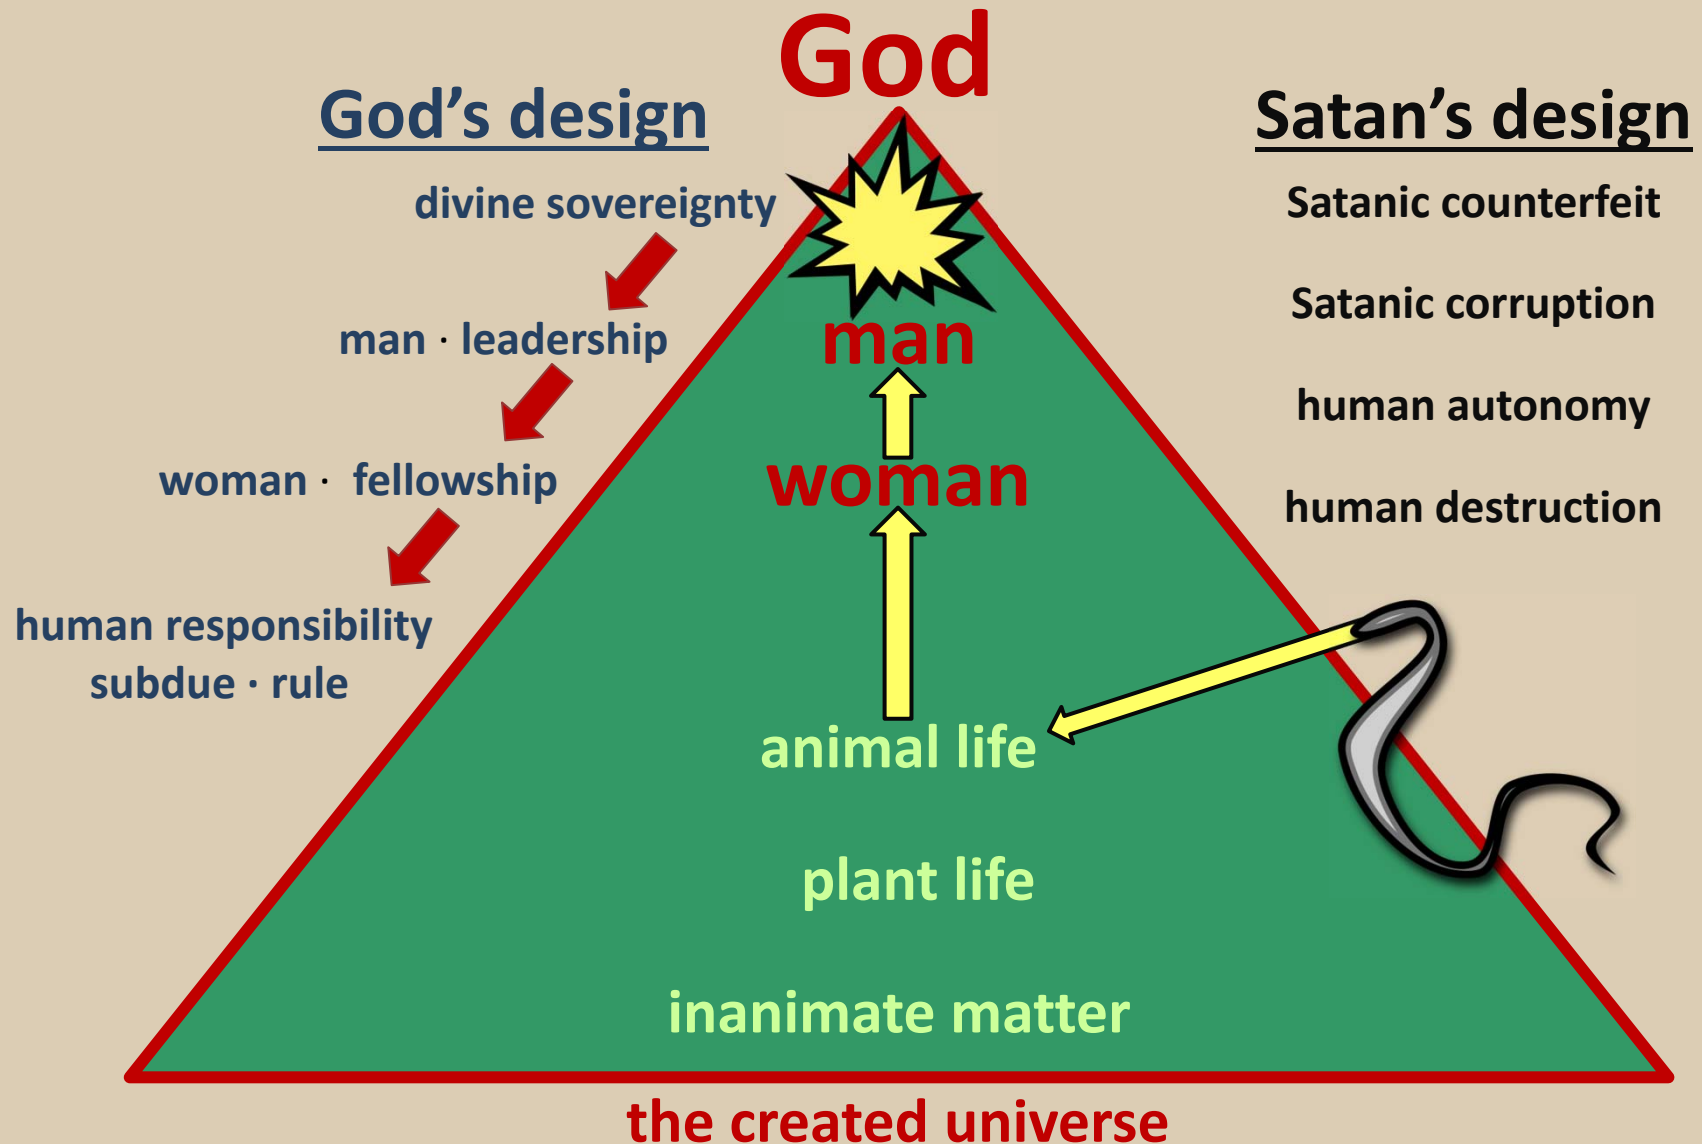 God
God’s design
divine sovereignty
man · leadership
woman · fellowship
human responsibility
subdue · rule
man
woman
animal life
plant life
inanimate matter
the created universe
Satan’s design
Satanic counterfeit
Satanic corruption
human autonomy
human destruction